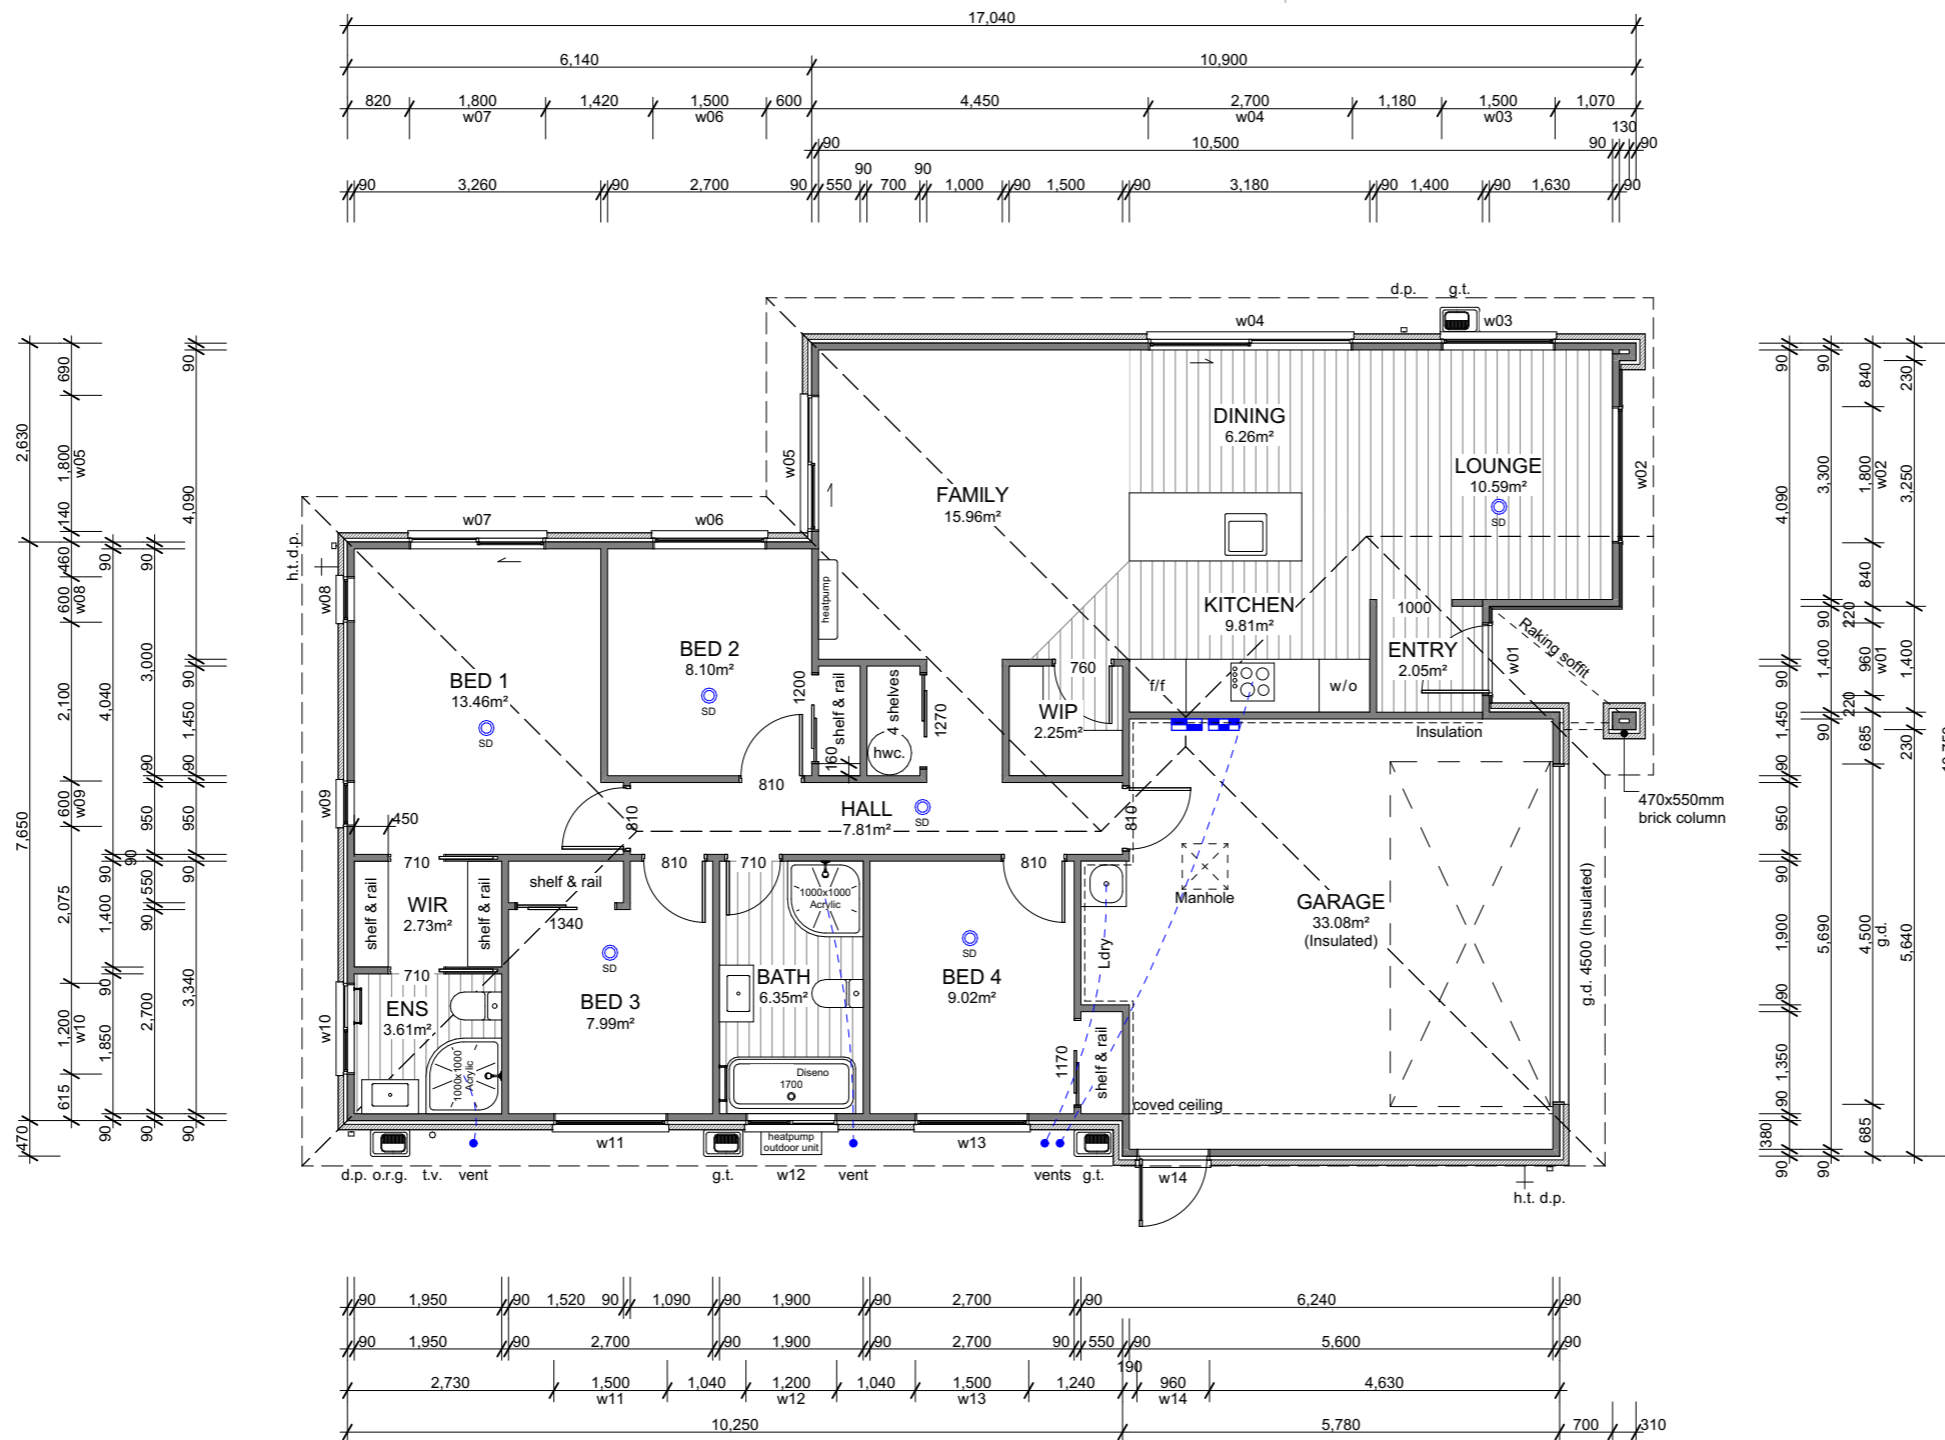 17,040
6,140 10,900
820 1,800 1,420 1,500 600 4,450 2,700 1,180 1,500 1,070
w07 w06 w04 w03
130
90 10,500 90 90
90 90
90 3,260 90 2,700 90 550 700 1,000 90 1,500 90 3,180 90 1,400 90 1,630 90
d.p. g.t.
w04 w03
w05
w02
DINING
6.26m²
LOUNGE
10.59m²
SD
FAMILY
15.96m²
w07 w06
h.t. d.p.
w08
heatpump
KITCHEN
9.81m²
1000
Raking soffit
ENTRY
2.05m²
w01
BED 2
8.10m²
SD
BED 1
13.46m²
SD
1200
shelf & rail
160
4 shelves
hwc.
1270
760
WIP
2.25m²
f/f
w/o
Insulation
470x550mm
brick column
w09
450
810
810
HALL
7.81m²
SD
810
710
810
710
810
shelf & rail
WIR
2.73m²
shelf & rail
shelf & rail
1340
1000x1000
Acrylic
Manhole
GARAGE
33.08m²
(Insulated)
g.d. 4500 (Insulated)
SD
SD
Ldry
710
ENS
3.61m²
w10
BED 3
7.99m²
BATH
6.35m²
BED 4
9.02m²
1000x1000
Acrylic
Diseno
1700
1170
shelf & rail
coved ceiling
w11
heatpump
outdoor unit
w13
d.p. o.r.g. t.v. vent g.t. w12 vent vents g.t. w14
h.t. d.p.
2,630
7,650
470
690
1,800
w05
140
460
600
w08
2,100
600
w09
2,075
1,200
w10
615
90
4,040
90
90
1,400
90
1,850
90
90
3,000
90
950
90
550
90
2,700
90
90
4,090
90
1,450
90
950
90
3,340
90
90
4,090
90
1,450
90
950
90
1,900
90
1,350
90
380
90
90
3,300
90
1,400
90
5,690
90
840
1,800
w02
840
220
960
w01
220
685
4,500
g.d.
685
230
3,250
1,400
230
5,640
90 1,950 90 1,520 90 1,090 90 1,900 90 2,700 90 6,240 90
90 1,950 90 2,700 90 1,900 90 2,700 90 550 90 5,600 90
190
2,730 1,500 1,040 1,200 1,040 1,500 1,240 960 4,630
w11 w12 w13 w14
10,250 5,780 700 310